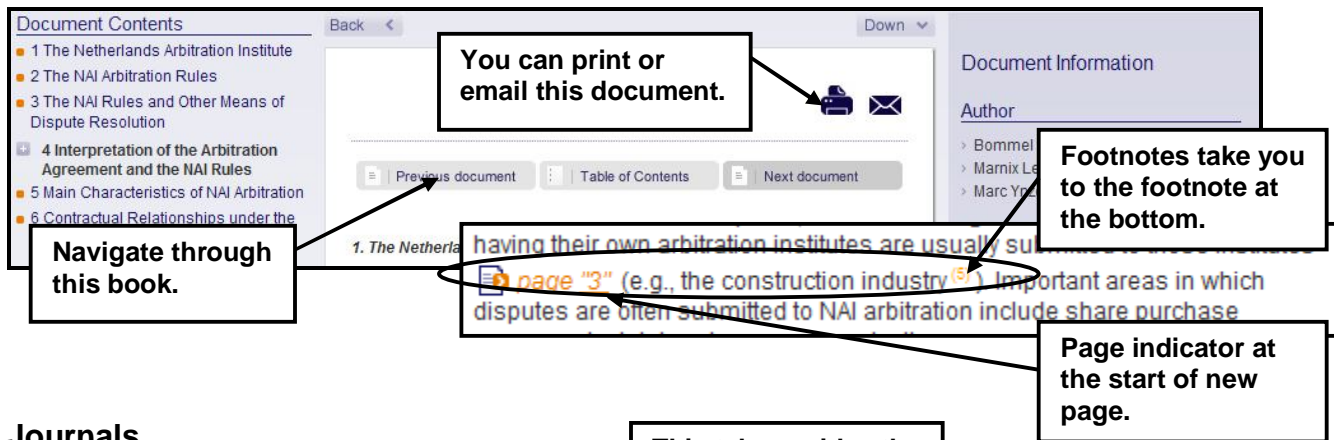 Document Contents
1 The Netherlands Arbitration Institute
2 The NAI Arbitration Rules
3 The NAI Rules and Other Means of
Dispute Resolution
4 Interpretation of the Arbitration
Agreement and the NAI Rules
5 Main Characteristics of NAI Arbitration
6 Contractual Relationships under the
Navigate through
this book.
Back
Down
You can print or
email this document.
Previous document
Table of Contents
Next document
1. The Netherla
having their own arbitration institutes are usually submitted to those institutes
page "3" (e.g., the construction industry (5)). Important areas in which
disputes are often submitted to NAI arbitration include share purchase
Document Information
Author
Bommel
Marnix Le
Marc
Footnotes take you
to the footnote at
the bottom.
Page indicator at
the start of new
page.
Journals